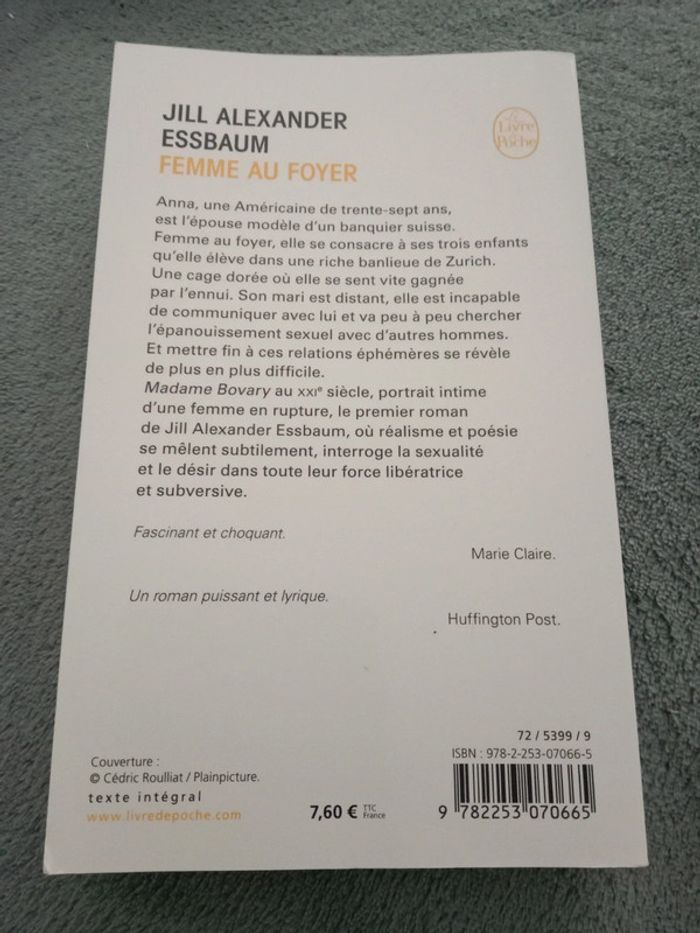 JILL ALEXANDER
ESSBAUM
FEMME AU FOYER
Le
Livre
de
Poche
Anna, une Américaine de trente-sept ans,
est l'épouse modèle d'un banquier suisse.
Femme au foyer, elle se consacre à ses trois enfants
qu'elle élève dans une riche banlieue de Zurich.
Une cage dorée où elle se sent vite gagnée
par l'ennui. Son mari est distant, elle est incapable
de communiquer avec lui et va peu à peu chercher
l'épanouissement sexuel avec d'autres hommes.
Et mettre fin à ces relations éphémères se révèle
de plus en plus difficile.
Madame Bovary au XXIe siècle, portrait intime
d'une femme en rupture, le premier roman
de Jill Alexander Essbaum, où réalisme et poésie
se mêlent subtilement, interroge la sexualité
et le désir dans toute leur force libératrice
et subversive.
Fascinant et choquant.
Marie Claire.
Un roman puissant et lyrique.
Huffington Post.
72 / 5399 / 9
ISBN : 978-2-253-07066-5
Couverture :
© Cédric Roulliat / Plainpicture.
texte intégral
www.livredepoche.com
7,60 € TTC
France
9 782253 070665